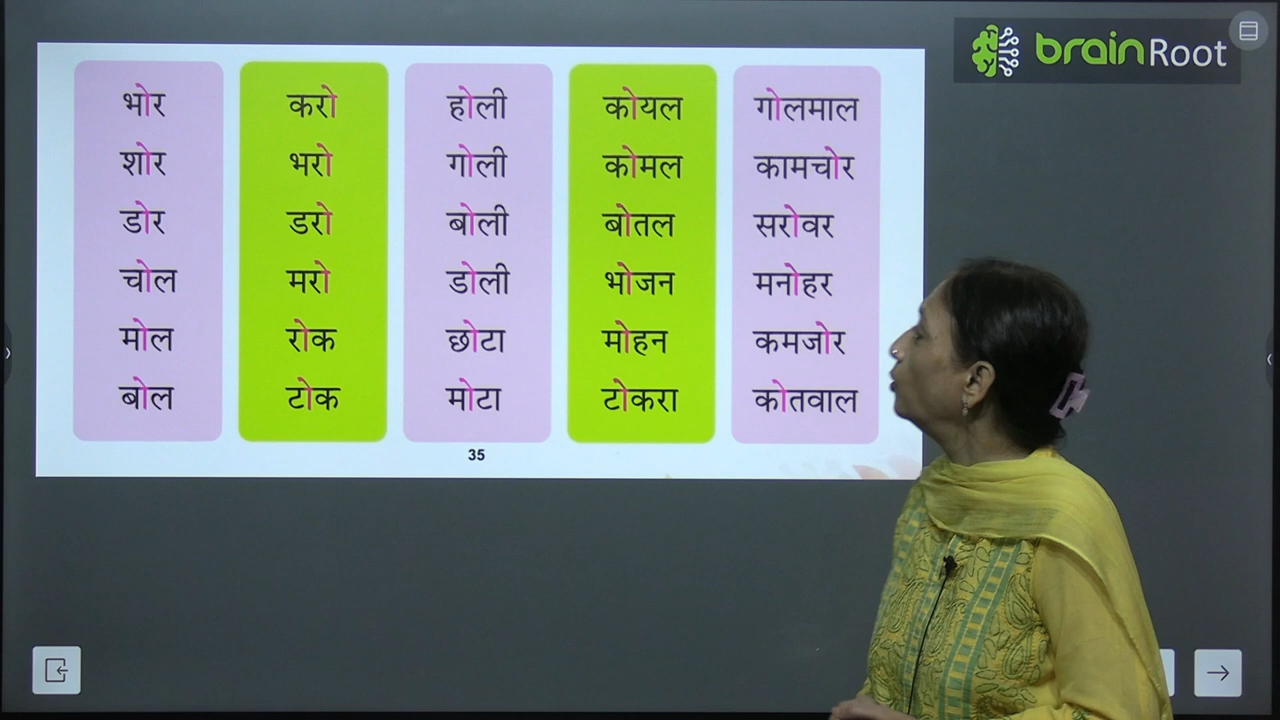 brainRoot
भोर करो होली कोयल गोलमाल
शोर भरो गोली कोमल कामचोर
डोर डरो बोली बोतल सरोवर
चोल मरो डोली भोजन मनोहर
मोल रोक छोटा मोहन कमजोर
बोल टोक मोटा टोकरा कोतवाल
35